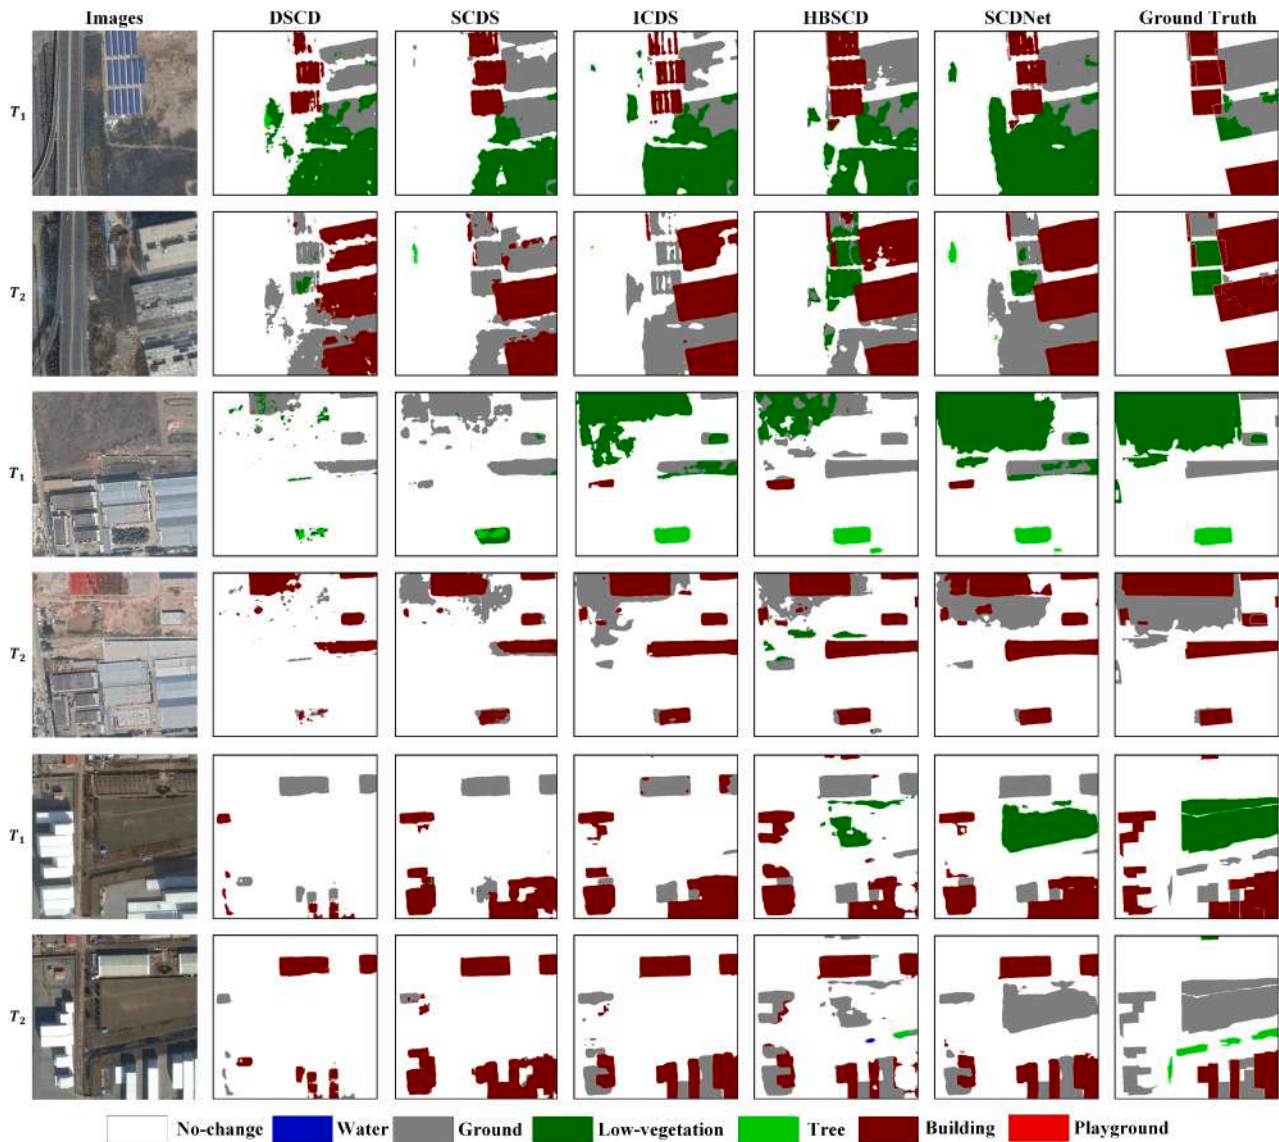 Images DSCD SCDS ICDS HBSCD SCDNet Ground Truth
T1
T2
T1
T2
T1
T2
No-change Water Ground Low-vegetation Tree Building Playground